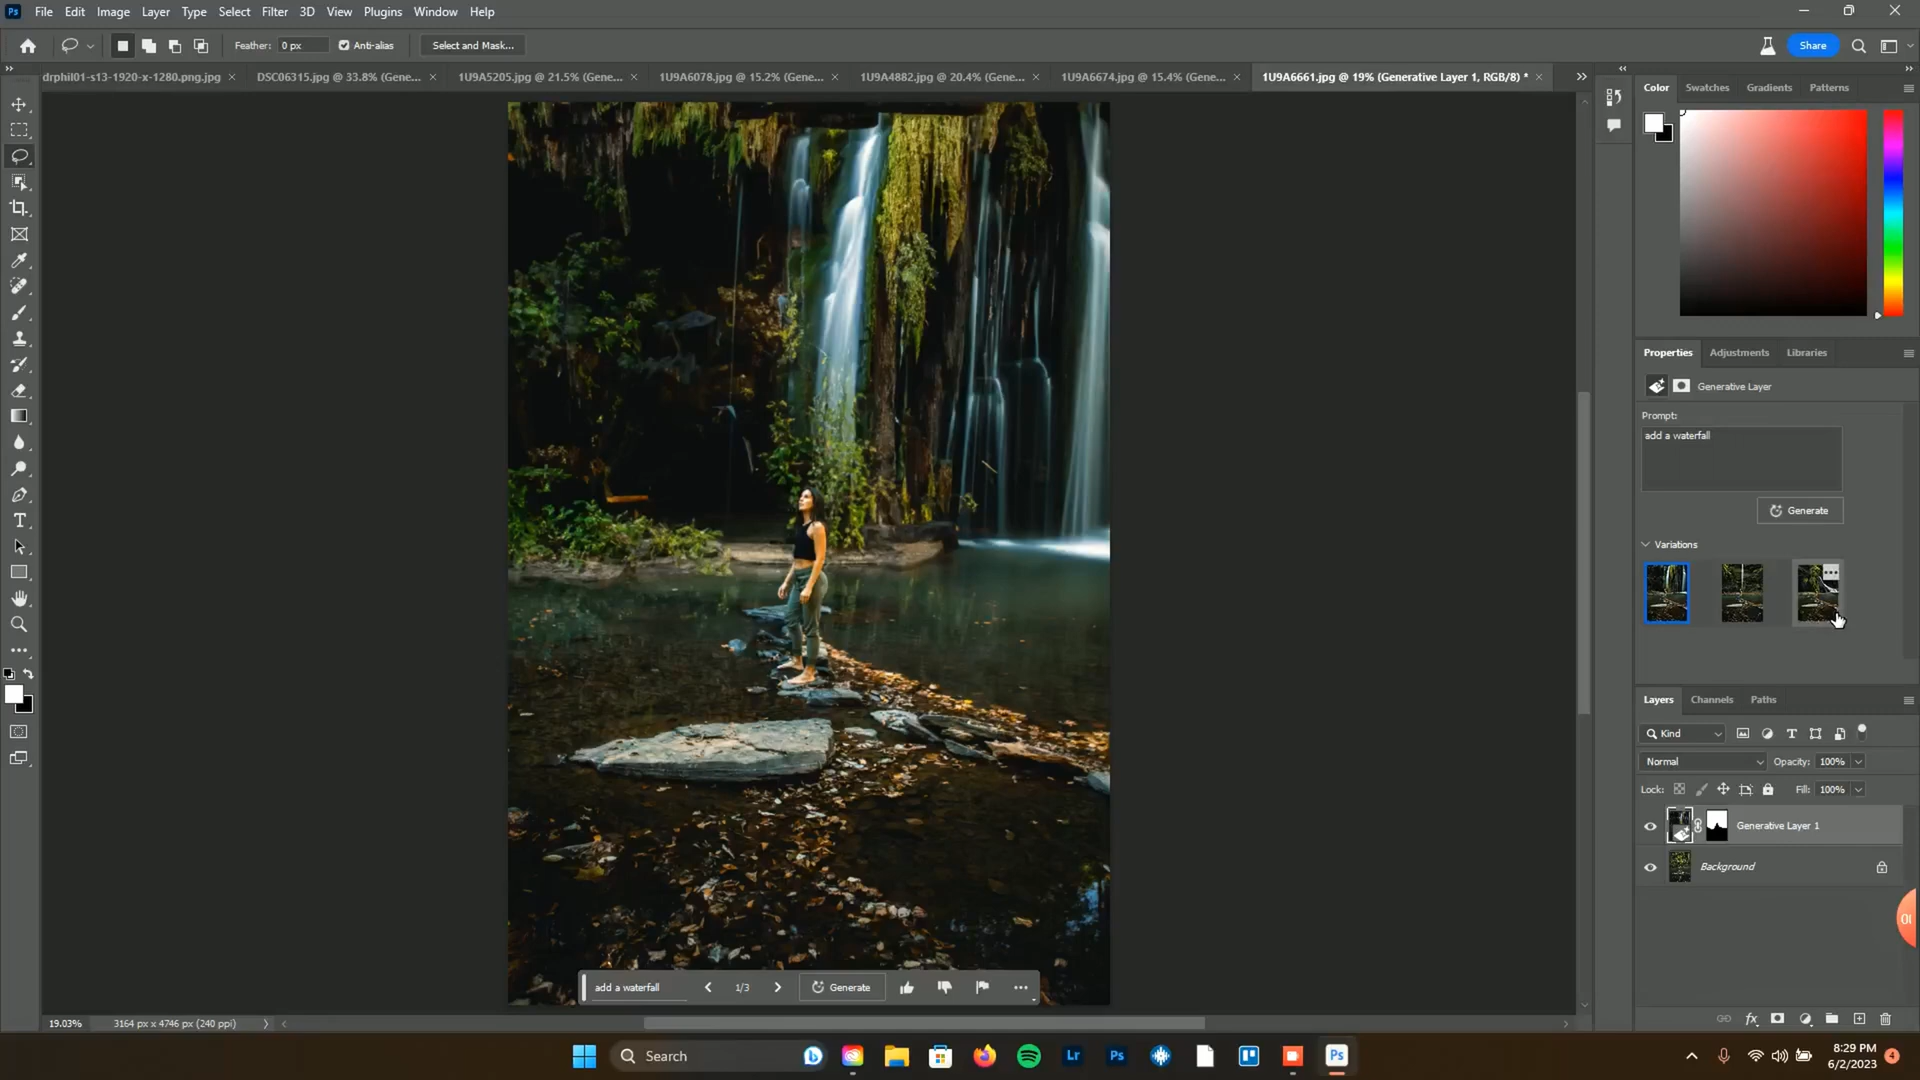 Ps File Edit Image Layer Type Select Filter 3D View Plugins Window Help
Feather: 0 px Anti-alias Select and Mask... Share
drphil01-s13-1920-x-1280.png.jpg DSC06315.jpg @ 33.8% (Gene... 1U9A5205.jpg @ 21.5% (Gene... 1U9A6078.jpg @ 15.2% (Gene... 1U9A4882.jpg @ 20.4% (Gene... 1U9A6674.jpg @ 15.4% (Gene... 1U9A6661.jpg @ 19% (Generative Layer 1, RGB/8) *
Color Swatches Gradients Patterns
Properties Adjustments Libraries
Generative Layer
Prompt:
add a waterfall
Generate
Variations
Layers Channels Paths
Kind
Normal Opacity: 100%
Lock: Fill: 100%
Generative Layer 1
Background
add a waterfall 1/3 Generate
19.03% 3164 px x 4746 px (240 ppi)
Search Lr Ps Ps
8:29 PM
6/2/2023 4